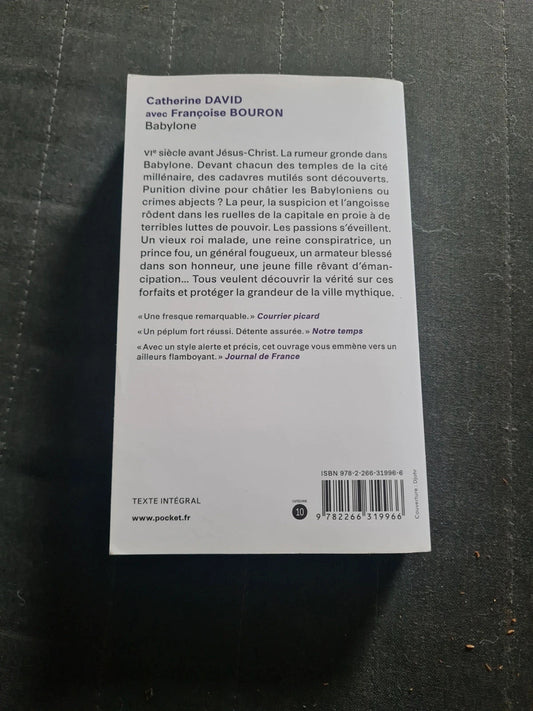 Catherine DAVID
avec Françoise BOURON
Babylone
VIe siècle avant Jésus-Christ. La rumeur gronde dans
Babylone. Devant chacun des temples de la cité
millénaire, des cadavres mutilés sont découverts.
Punition divine pour châtier les Babyloniens ou
crimes abjects ? La peur, la suspicion et l'angoisse
rôdent dans les ruelles de la capitale en proie à de
terribles luttes de pouvoir. Les passions s'éveillent.
Un vieux roi malade, une reine conspiratrice, un
prince fou, un général fougueux, un armateur blessé
dans son honneur, une jeune fille rêvant d'éman-
cipation... Tous veulent découvrir la vérité sur ces
forfaits et protéger la grandeur de la ville mythique.
« Une fresque remarquable. » Courrier picard
« Un péplum fort réussi. Détente assurée. » Notre temps
« Avec un style alerte et précis, cet ouvrage vous emmène vers un
ailleurs flamboyant. » Journal de France
ISBN 978-2-266-31996-6
TEXTE INTÉGRAL
www.pocket.fr
10
9 782266 319966
Couverture : Djohr